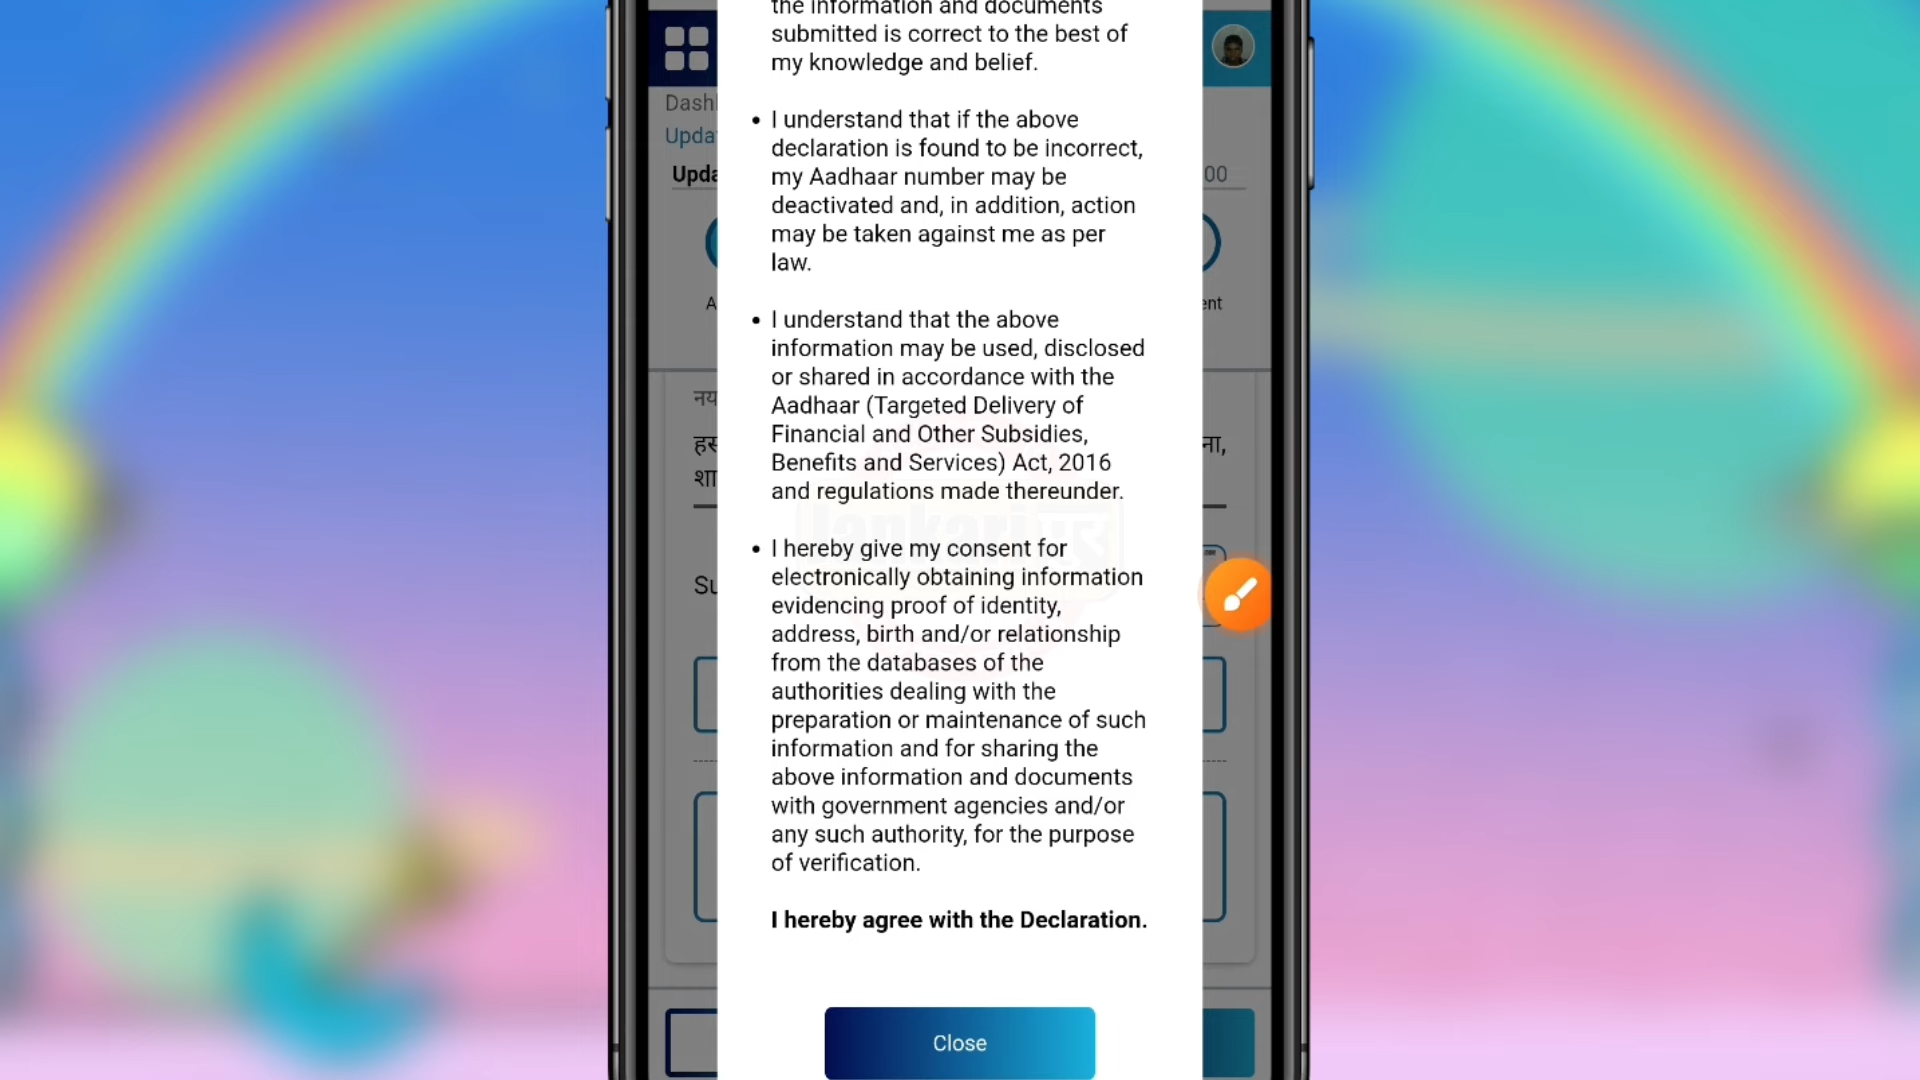 the information and documents
submitted is correct to the best of
my knowledge and belief.
Dash
Upda
Upda
00
• I understand that if the above
declaration is found to be incorrect,
my Aadhaar number may be
deactivated and, in addition, action
may be taken against me as per
law.
A
ent
• I understand that the above
information may be used, disclosed
or shared in accordance with the
Aadhaar (Targeted Delivery of
Financial and Other Subsidies,
Benefits and Services) Act, 2016
and regulations made thereunder.
नय
हस
ना,
शा
Jankari गुरु
• I hereby give my consent for
electronically obtaining information
evidencing proof of identity,
address, birth and/or relationship
from the databases of the
authorities dealing with the
preparation or maintenance of such
information and for sharing the
above information and documents
with government agencies and/or
any such authority, for the purpose
of verification.
Su
I hereby agree with the Declaration.
Close